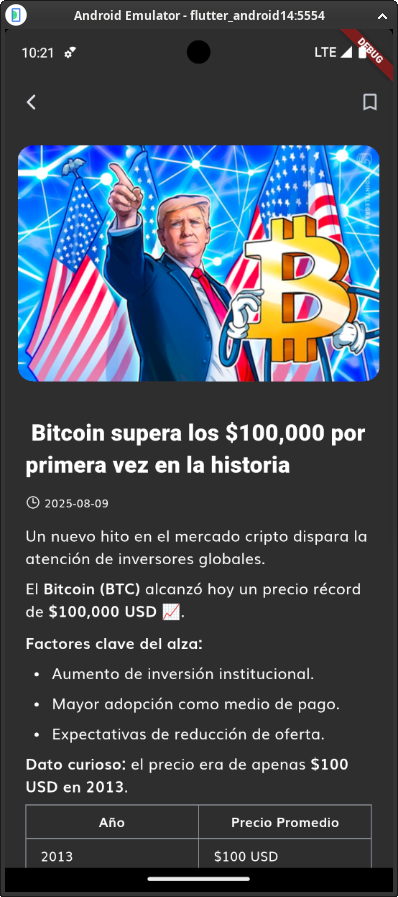 Android Emulator - flutter_android14:5554
10:21
LTE
DEBUG
Bitcoin supera los $100,000 por
primera vez en la historia
2025-08-09
Un nuevo hito en el mercado cripto dispara la
atención de inversores globales.
El Bitcoin (BTC) alcanzó hoy un precio récord
de $100,000 USD 📈.
Factores clave del alza:
• Aumento de inversión institucional.
• Mayor adopción como medio de pago.
• Expectativas de reducción de oferta.
Dato curioso: el precio era de apenas $100
USD en 2013.
Año Precio Promedio
2013 $100 USD